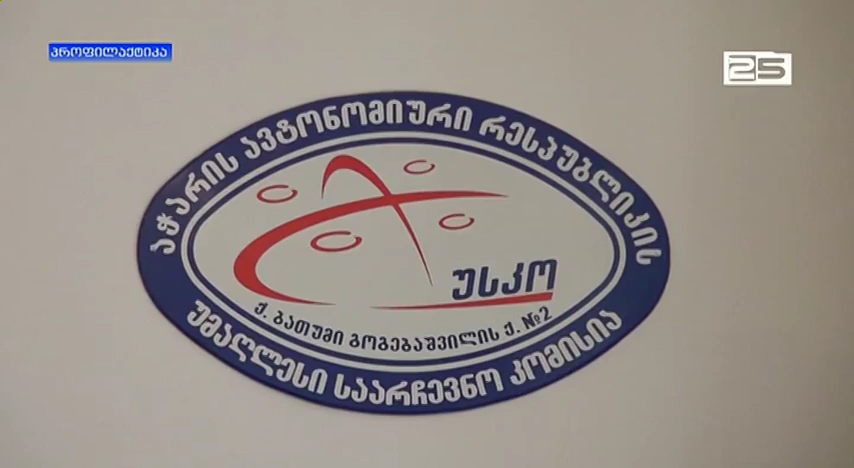 პროფილაქტიკა
25
აჭარის ავტონომიური რესპუბლიკის
უსკო
ქ. ბათუმი გოგებაშვილის ქ. №2
უმაღლესი საარჩევნო კომისია